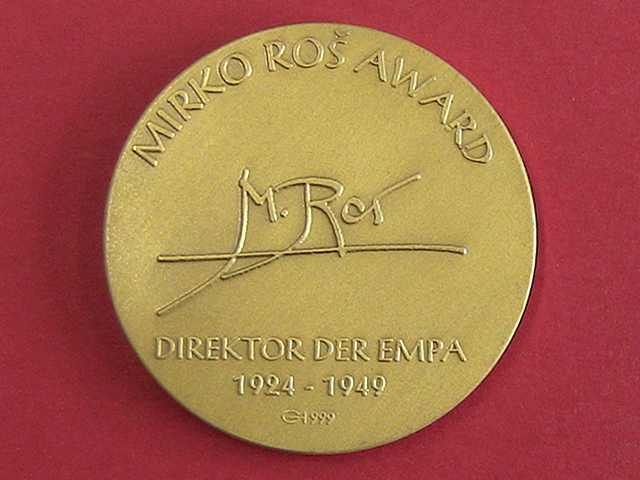 MIRKO ROŠ AWARD
M. Roš
DIREKTOR DER EMPA
1924 - 1949
1999